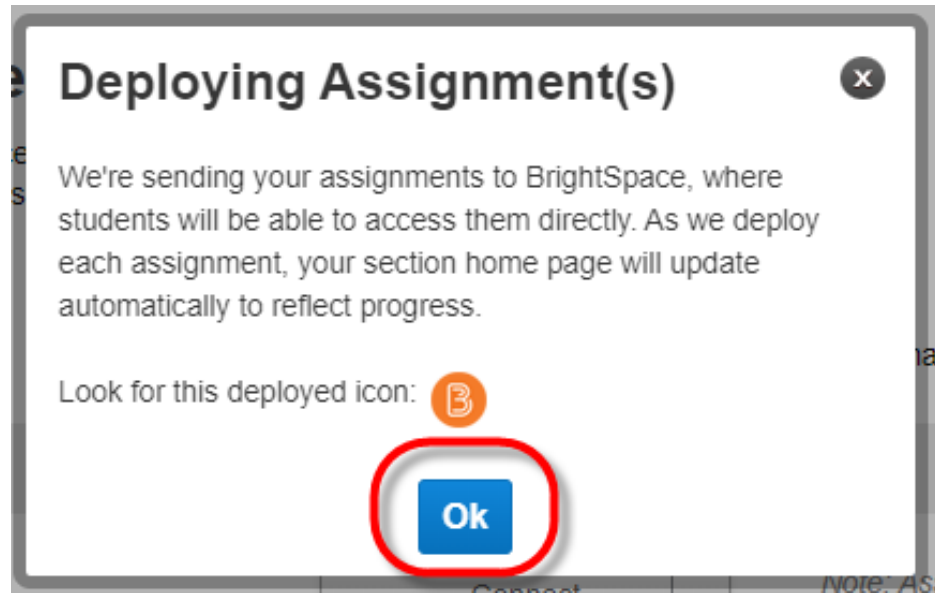 Deploying Assignment(s)
x
We're sending your assignments to BrightSpace, where
students will be able to access them directly. As we deploy
each assignment, your section home page will update
automatically to reflect progress.
Look for this deployed icon: B
Ok
Note: As